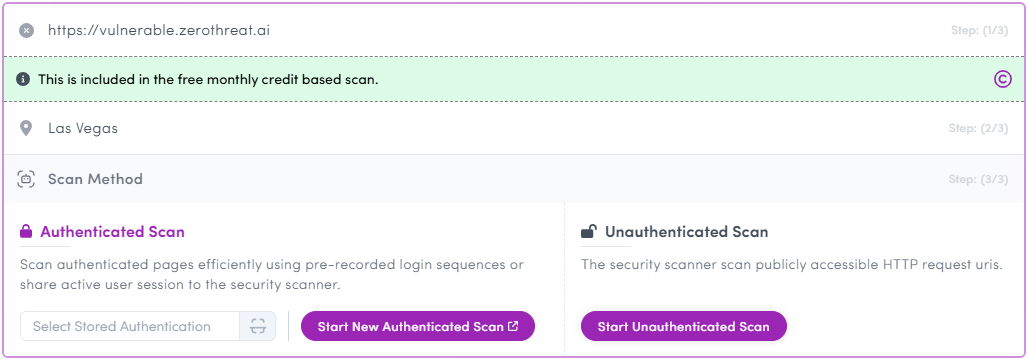 https://vulnerable.zerothreat.ai
Step: (1/3)
This is included in the free monthly credit based scan.
Las Vegas
Step: (2/3)
Scan Method
Step: (3/3)
Authenticated Scan
Scan authenticated pages efficiently using pre-recorded login sequences or
share active user session to the security scanner.
Select Stored Authentication
Start New Authenticated Scan
Unauthenticated Scan
The security scanner scan publicly accessible HTTP request uris.
Start Unauthenticated Scan